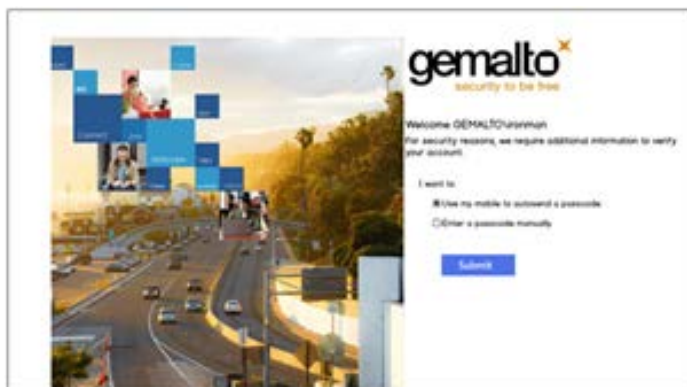 gemalto
security to be free
Welcome GEMALTO\ironman
For security reasons, we require additional information to verify
your account.
I want to:
Use my mobile to autosend a passcode
Enter a passcode manually
Submit